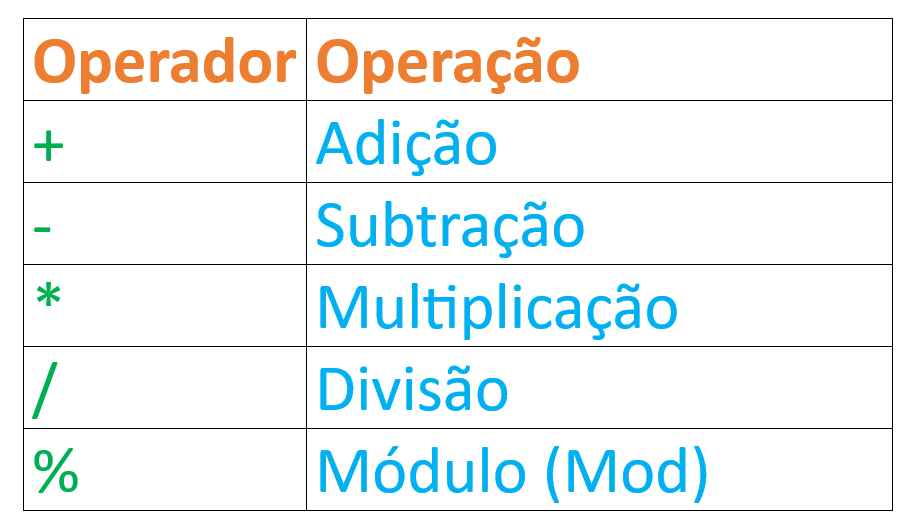 Operador Operação
+ Adição
- Subtração
* Multiplicação
/ Divisão
% Módulo (Mod)